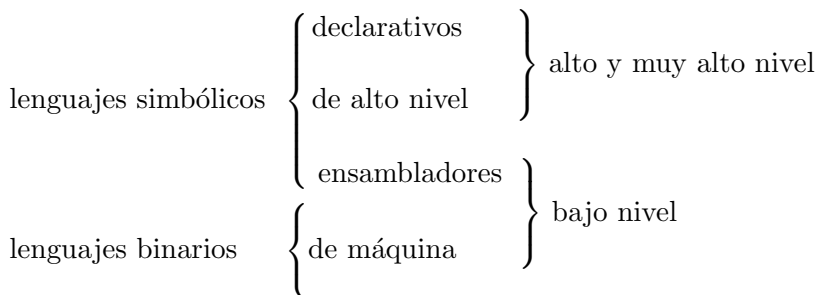 declarativos
alto y muy alto nivel
lenguajes simbólicos
de alto nivel
ensambladores
bajo nivel
lenguajes binarios
de máquina